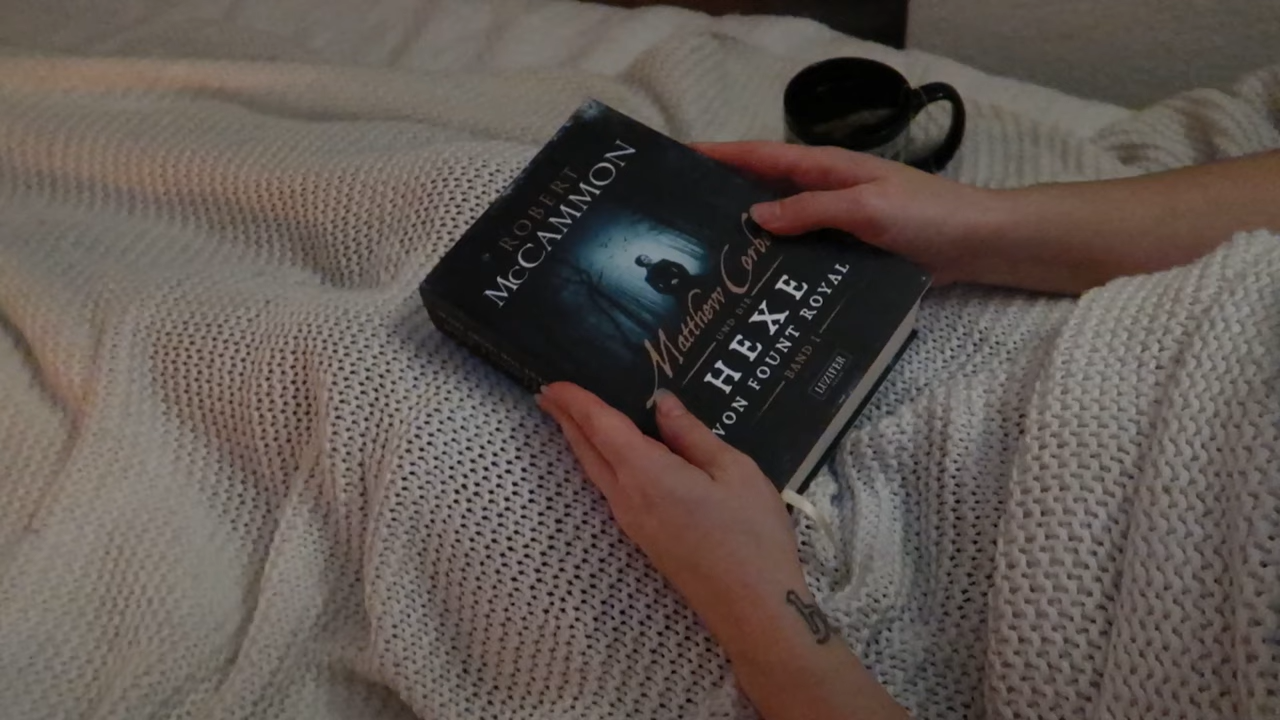 ROBERT
McCAMMON
Matthew Corb
UND DIE
HEXE
VON FOUNT ROYAL
BAND 1
LUZIFER